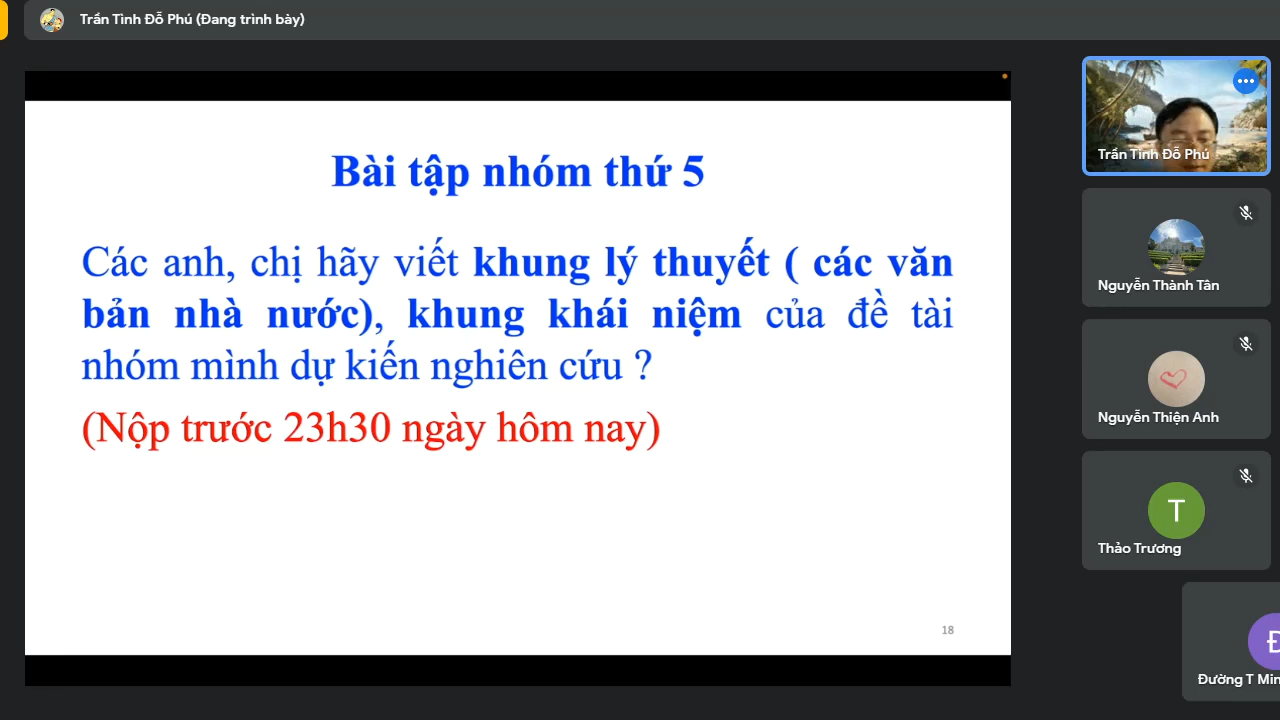 Trần Tình Đỗ Phú (Đang trình bày)
Bài tập nhóm thứ 5
Các anh, chị hãy viết khung lý thuyết ( các văn
bản nhà nước), khung khái niệm của đề tài
nhóm mình dự kiến nghiên cứu ?
(Nộp trước 23h30 ngày hôm nay)
18
Trần Tình Đỗ Phú
Nguyễn Thành Tân
Nguyễn Thiện Anh
T
Thảo Trương
Đ
Đường T Min